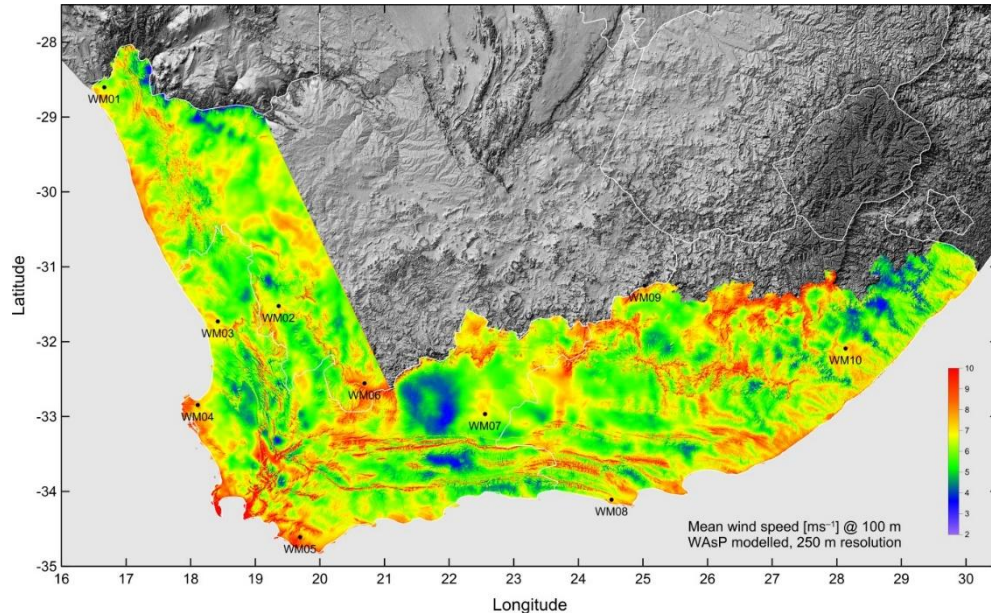 -28
-29
-30
-31
-32
-33
-34
-35
Latitude
WM01
WM02
WM03
WM04
WM05
WM06
WM07
WM08
WM09
WM10
10
9
8
7
6
5
4
3
2
Mean wind speed [ms⁻¹] @ 100 m
WAsP modelled, 250 m resolution
16 17 18 19 20 21 22 23 24 25 26 27 28 29 30
Longitude